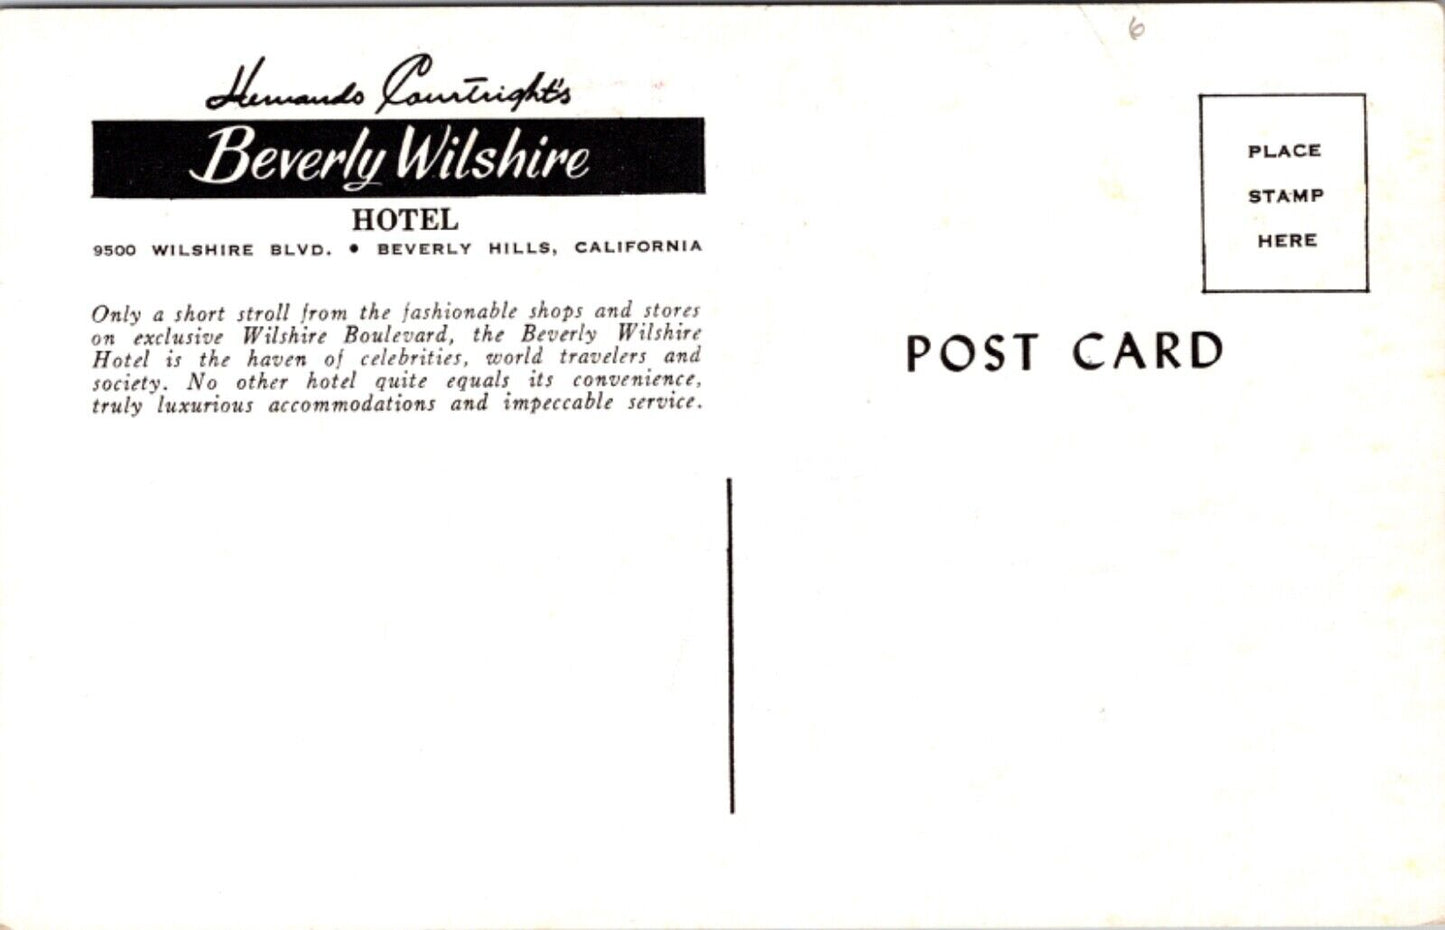 6
Hernando Courtright's
Beverly Wilshire
HOTEL
9500 WILSHIRE BLVD. • BEVERLY HILLS, CALIFORNIA
Only a short stroll from the fashionable shops and stores
on exclusive Wilshire Boulevard, the Beverly Wilshire
Hotel is the haven of celebrities, world travelers and
society. No other hotel quite equals its convenience,
truly luxurious accommodations and impeccable service.
PLACE
STAMP
HERE
POST CARD